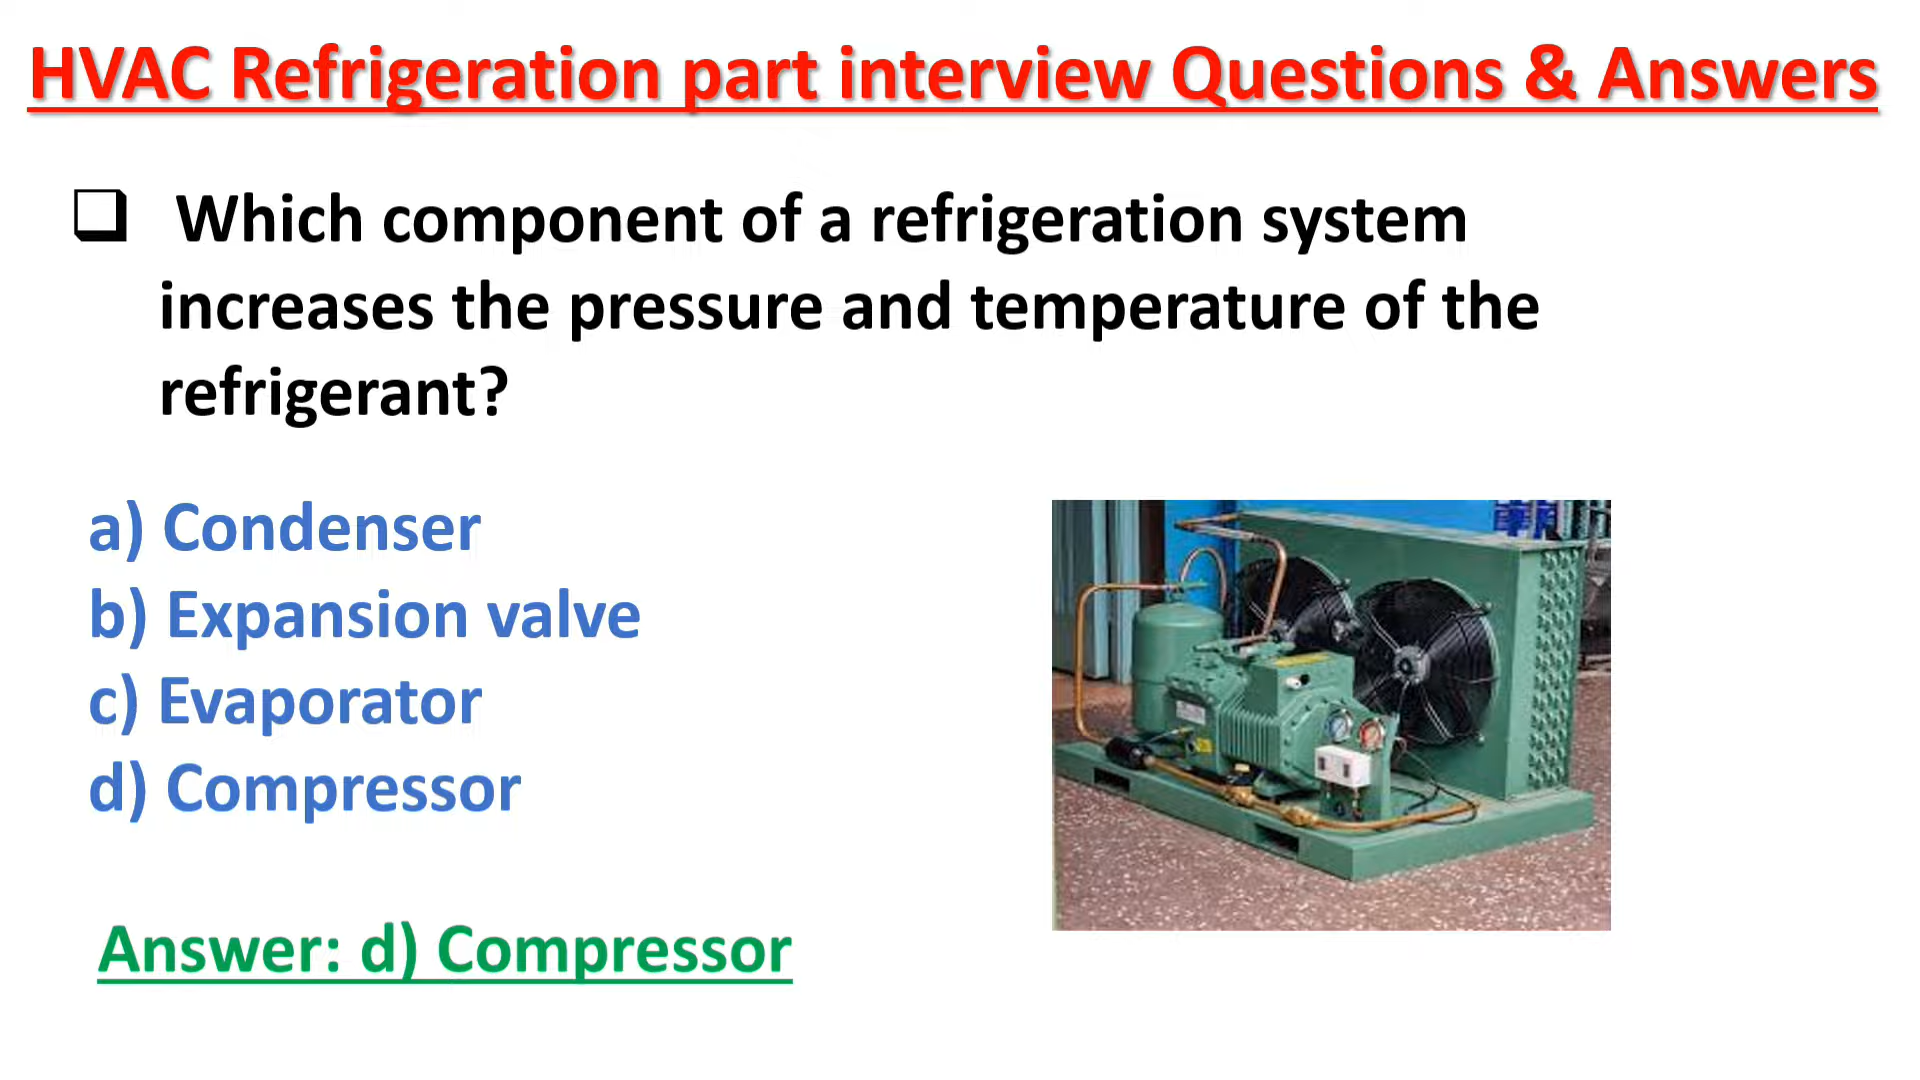 HVAC Refrigeration part interview Questions & Answers
Which component of a refrigeration system
increases the pressure and temperature of the
refrigerant?
a) Condenser
b) Expansion valve
c) Evaporator
d) Compressor
Answer: d) Compressor